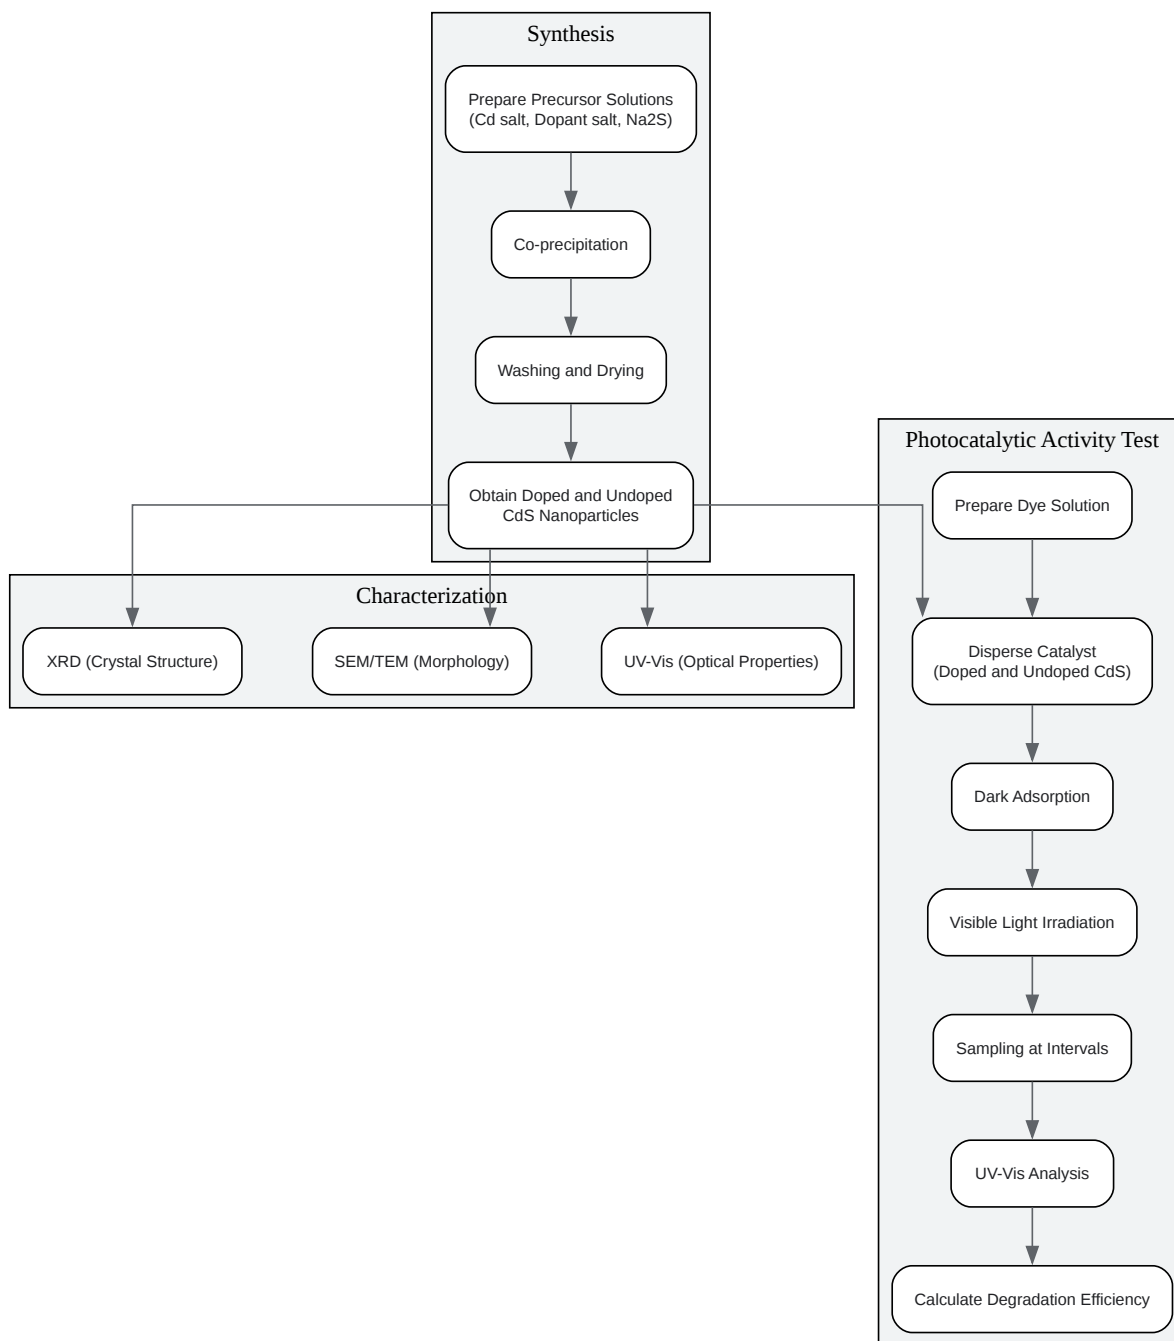 Synthesis
Prepare Precursor Solutions
(Cd salt, Dopant salt, Na2S)
Co-precipitation
Washing and Drying
Obtain Doped and Undoped
CdS Nanoparticles
Characterization
XRD (Crystal Structure)
SEM/TEM (Morphology)
UV-Vis (Optical Properties)
Photocatalytic Activity Test
Prepare Dye Solution
Disperse Catalyst
(Doped and Undoped CdS)
Dark Adsorption
Visible Light Irradiation
Sampling at Intervals
UV-Vis Analysis
Calculate Degradation Efficiency